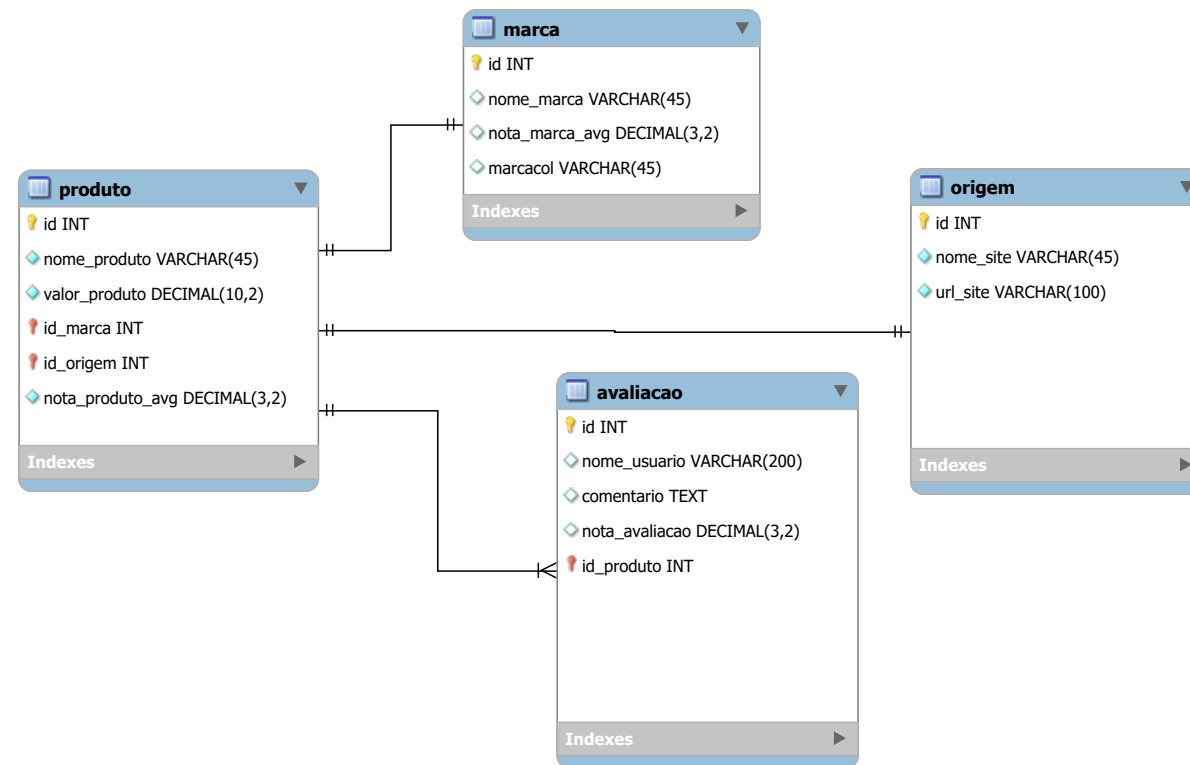 marca
id INT
nome_marca VARCHAR(45)
nota_marca_avg DECIMAL(3,2)
marcacol VARCHAR(45)
Indexes
produto
id INT
nome_produto VARCHAR(45)
valor_produto DECIMAL(10,2)
id_marca INT
id_origem INT
nota_produto_avg DECIMAL(3,2)
Indexes
origem
id INT
nome_site VARCHAR(45)
url_site VARCHAR(100)
Indexes
avaliacao
id INT
nome_usuario VARCHAR(200)
comentario TEXT
nota_avaliacao DECIMAL(3,2)
id_produto INT
Indexes